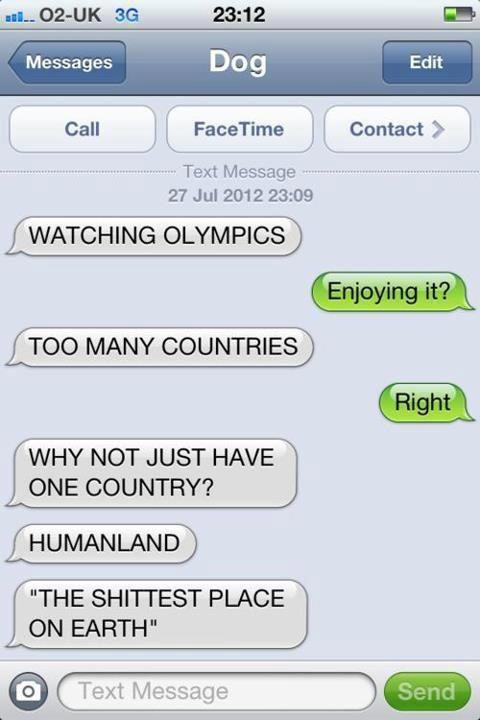 O2-UK 3G 23:12
Messages Dog Edit
Call FaceTime Contact
Text Message
27 Jul 2012 23:09
WATCHING OLYMPICS
Enjoying it?
TOO MANY COUNTRIES
Right
WHY NOT JUST HAVE
ONE COUNTRY?
HUMANLAND
"THE SHITTEST PLACE
ON EARTH"
Text Message Send